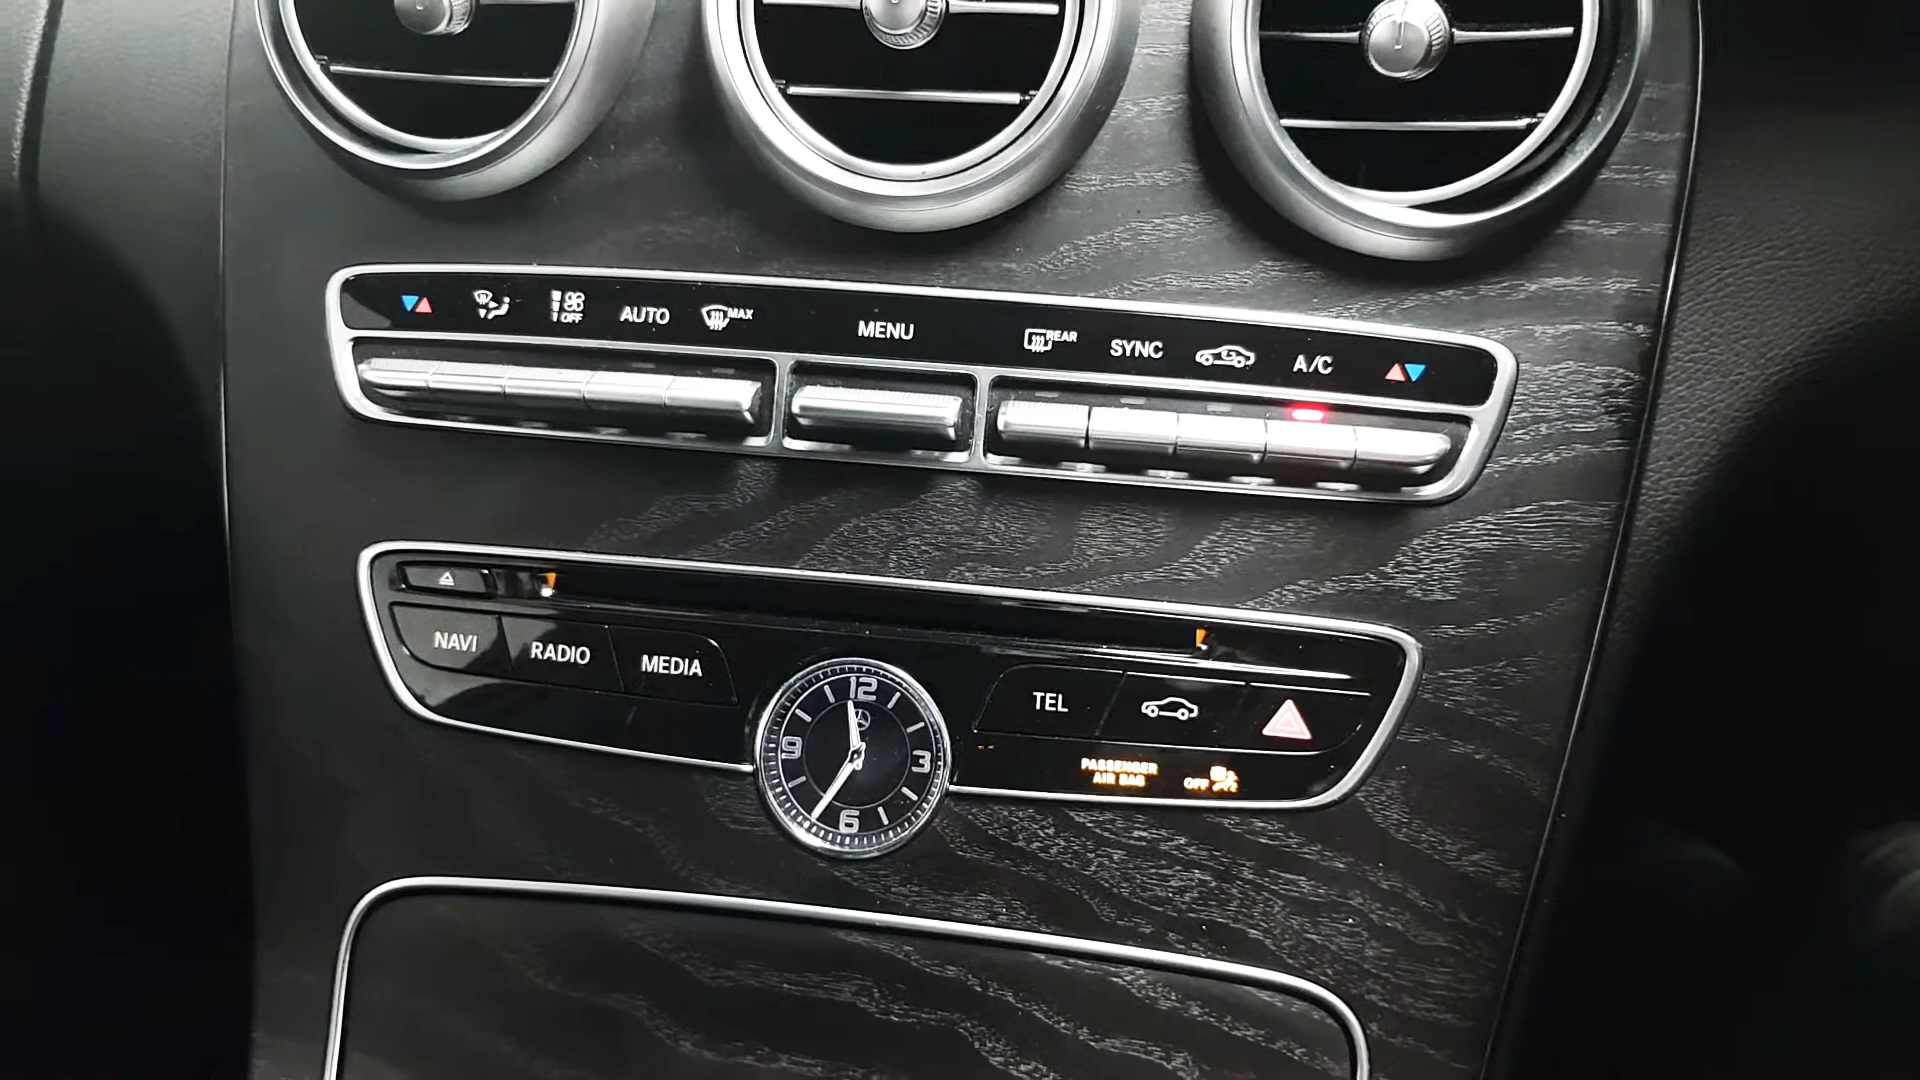 OFF
AUTO
MAX
MENU
REAR
SYNC
A/C
NAVI
RADIO
MEDIA
TEL
12
9
3
6
PASSENGER
AIR BAG
OFF